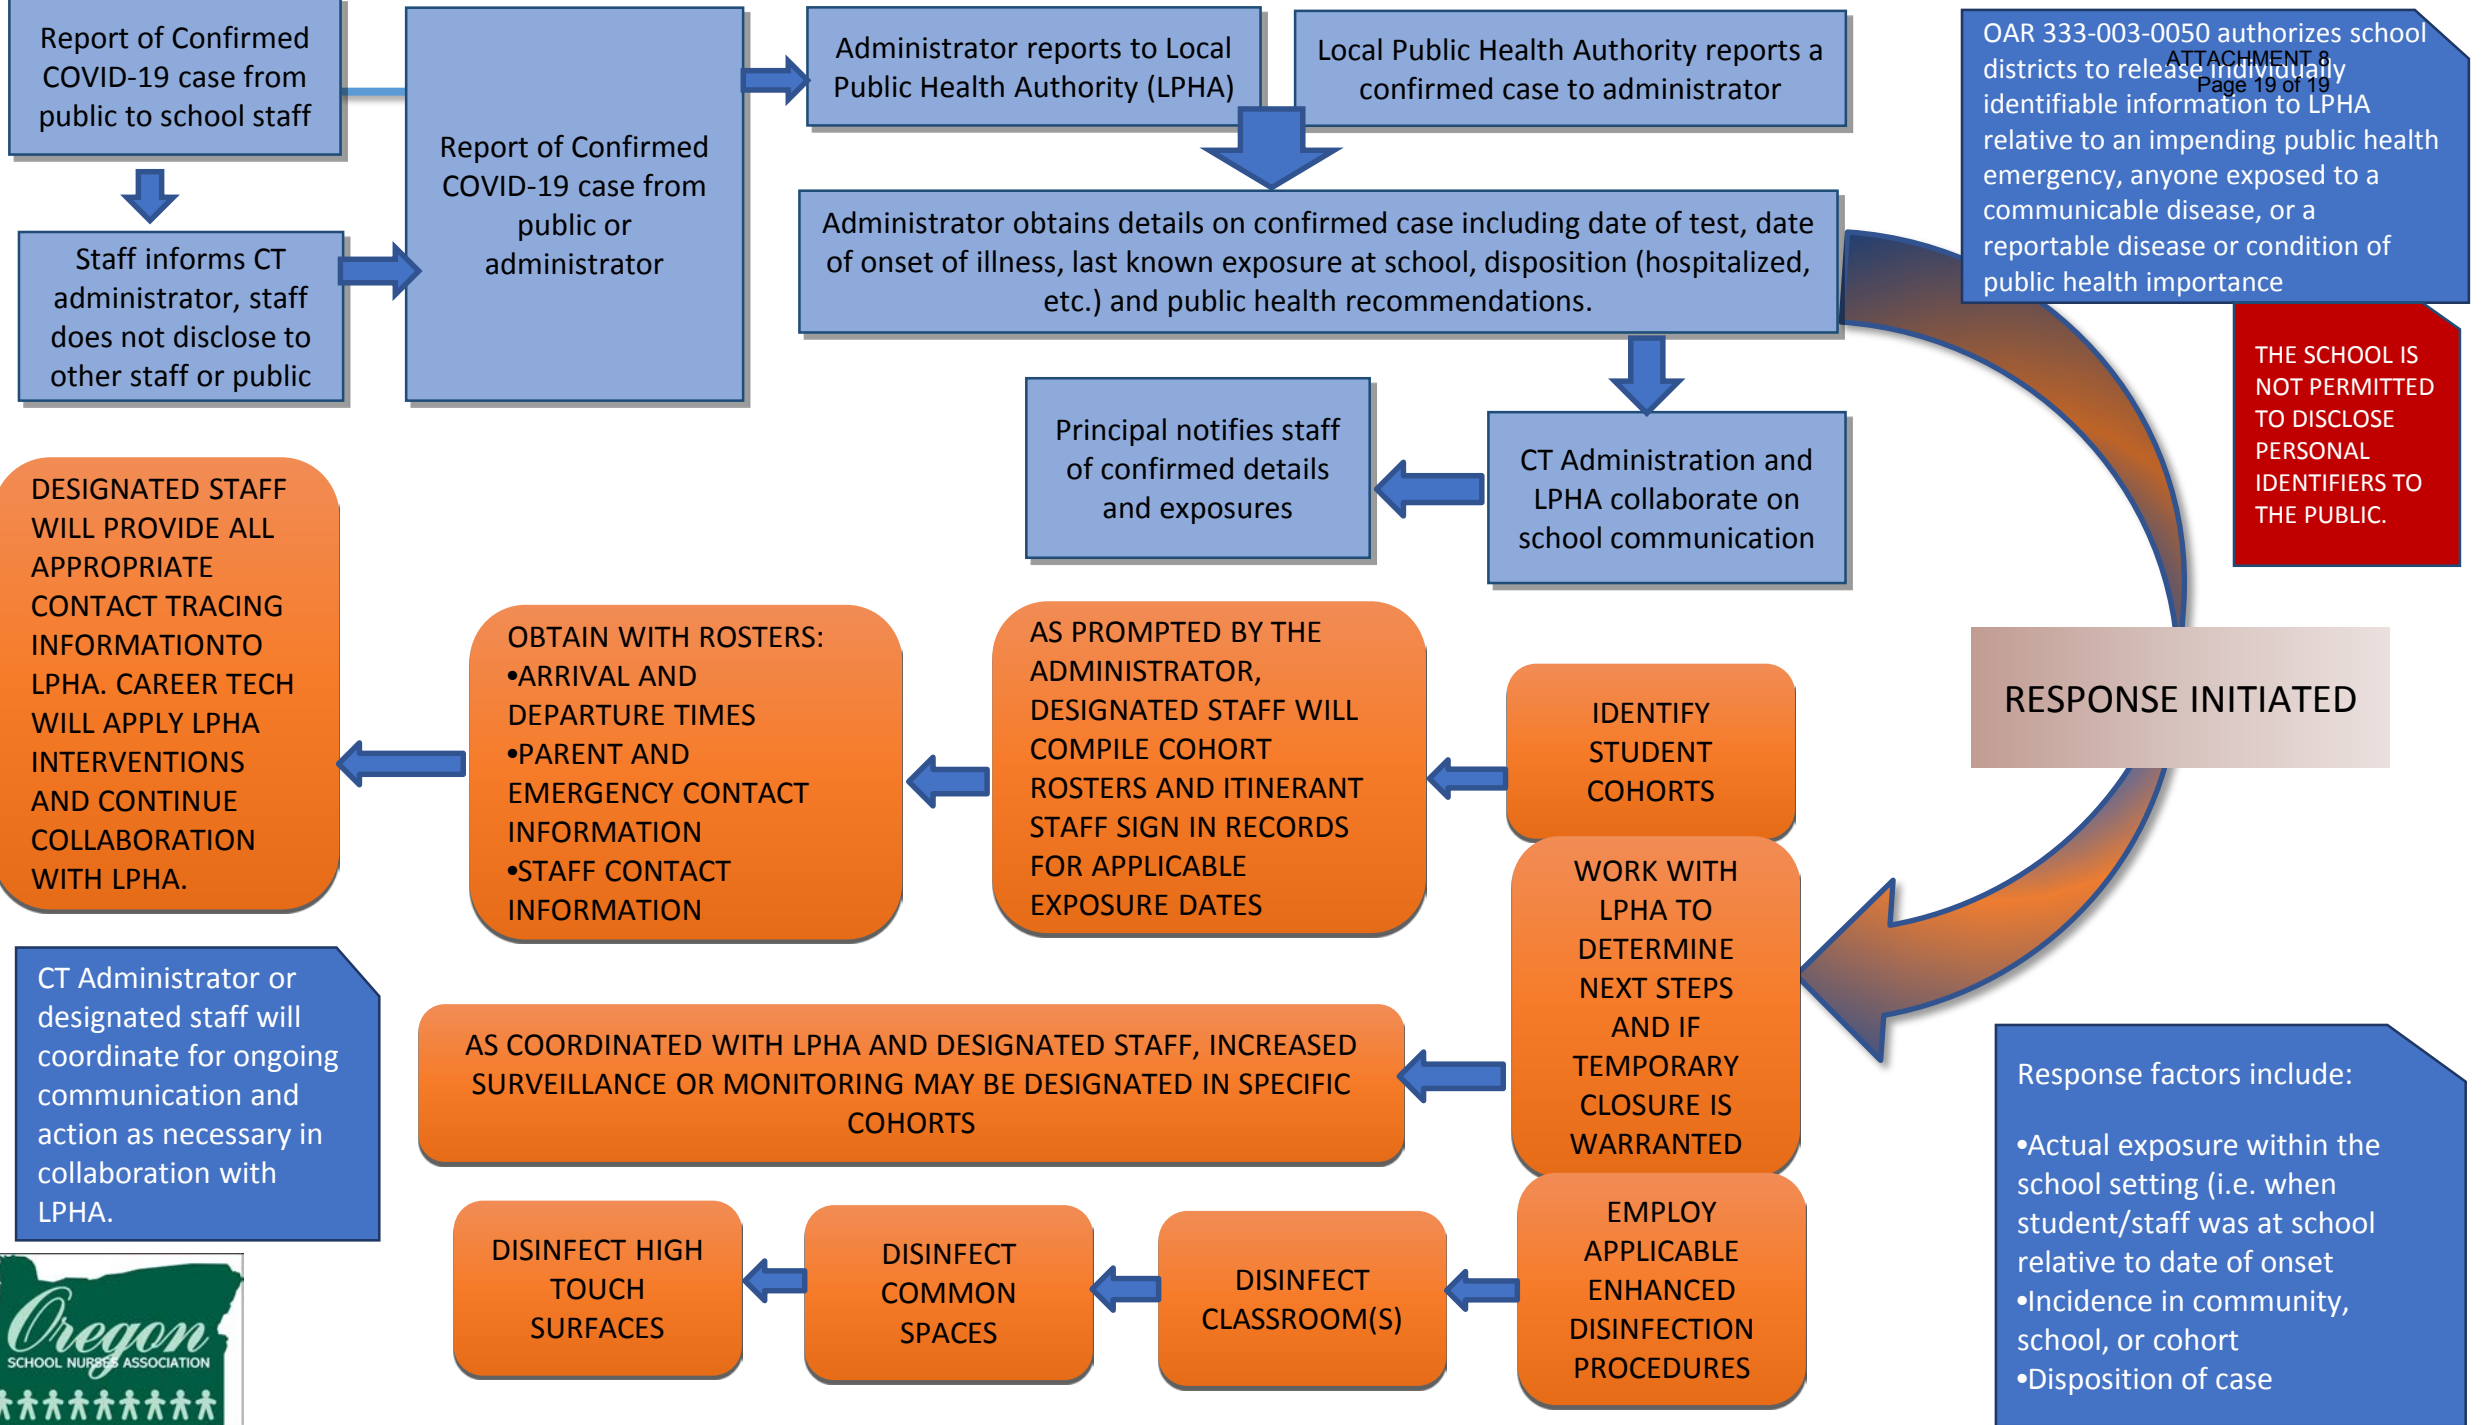 Report of Confirmed
COVID-19 case from
public to school staff
Staff informs CT
administrator, staff
does not disclose to
other staff or public
Report of Confirmed
COVID-19 case from
public or
administrator
Administrator reports to Local
Public Health Authority (LPHA)
Local Public Health Authority reports a
confirmed case to administrator
Administrator obtains details on confirmed case including date of test, date
of onset of illness, last known exposure at school, disposition (hospitalized,
etc.) and public health recommendations.
OAR 333-003-0050 authorizes school
districts to release individually
identifiable information to LPHA
relative to an impending public health
emergency, anyone exposed to a
communicable disease, or a
reportable disease or condition of
public health importance
ATTACHMENT 8
Page 19 of 19
THE SCHOOL IS
NOT PERMITTED
TO DISCLOSE
PERSONAL
IDENTIFIERS TO
THE PUBLIC.
Principal notifies staff
of confirmed details
and exposures
CT Administration and
LPHA collaborate on
school communication
RESPONSE INITIATED
DESIGNATED STAFF
WILL PROVIDE ALL
APPROPRIATE
CONTACT TRACING
INFORMATIONTO
LPHA. CAREER TECH
WILL APPLY LPHA
INTERVENTIONS
AND CONTINUE
COLLABORATION
WITH LPHA.
OBTAIN WITH ROSTERS:
•ARRIVAL AND
DEPARTURE TIMES
•PARENT AND
EMERGENCY CONTACT
INFORMATION
•STAFF CONTACT
INFORMATION
AS PROMPTED BY THE
ADMINISTRATOR,
DESIGNATED STAFF WILL
COMPILE COHORT
ROSTERS AND ITINERANT
STAFF SIGN IN RECORDS
FOR APPLICABLE
EXPOSURE DATES
IDENTIFY
STUDENT
COHORTS
WORK WITH
LPHA TO
DETERMINE
NEXT STEPS
AND IF
TEMPORARY
CLOSURE IS
WARRANTED
CT Administrator or
designated staff will
coordinate for ongoing
communication and
action as necessary in
collaboration with
LPHA.
AS COORDINATED WITH LPHA AND DESIGNATED STAFF, INCREASED
SURVEILLANCE OR MONITORING MAY BE DESIGNATED IN SPECIFIC
COHORTS
DISINFECT HIGH
TOUCH
SURFACES
DISINFECT
COMMON
SPACES
DISINFECT
CLASSROOM(S)
EMPLOY
APPLICABLE
ENHANCED
DISINFECTION
PROCEDURES
Response factors include:
•Actual exposure within the
school setting (i.e. when
student/staff was at school
relative to date of onset
•Incidence in community,
school, or cohort
•Disposition of case
Oregon
SCHOOL NURSES ASSOCIATION